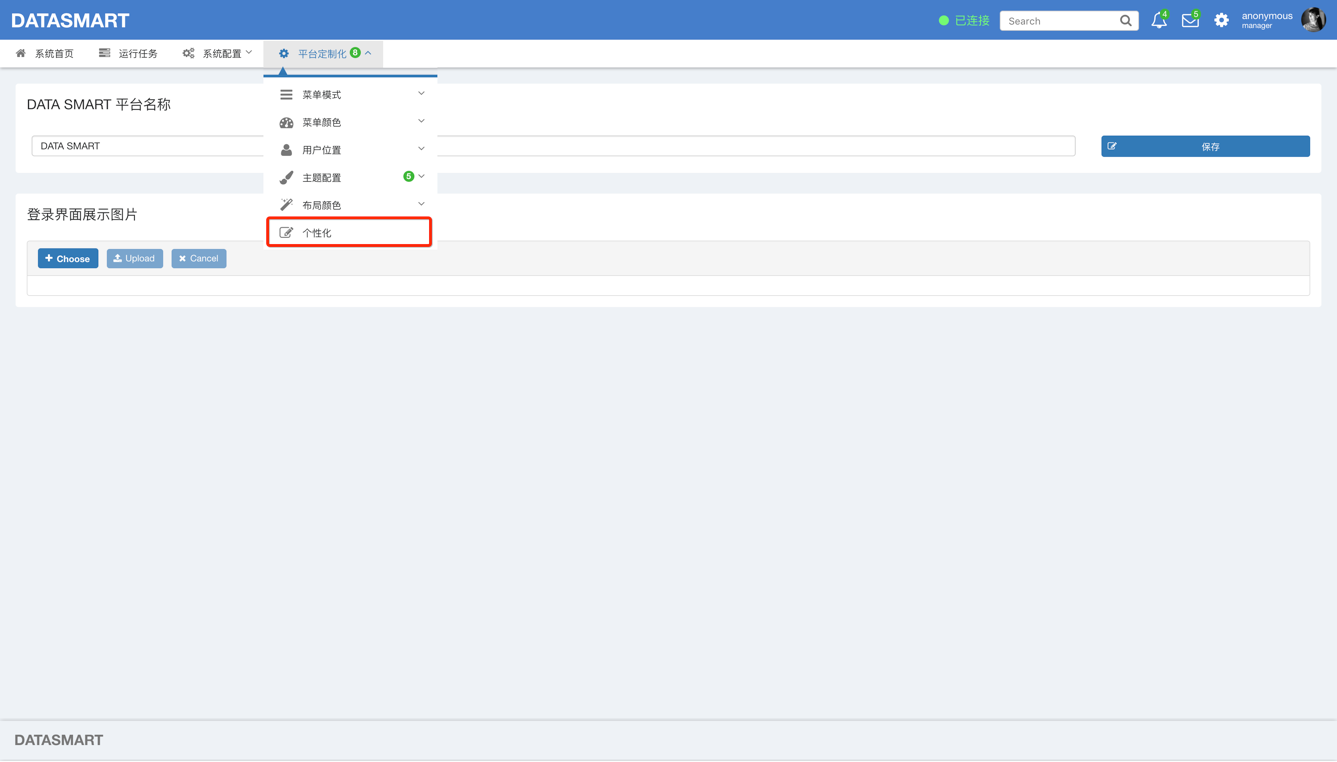 DATASMART
已连接
Search
4
5
anonymous
manager
系统首页
运行任务
系统配置
平台定制化 8
菜单模式
菜单颜色
用户位置
主题配置 5
布局颜色
个性化
DATA SMART 平台名称
DATA SMART
保存
登录界面展示图片
Choose
Upload
Cancel
DATASMART